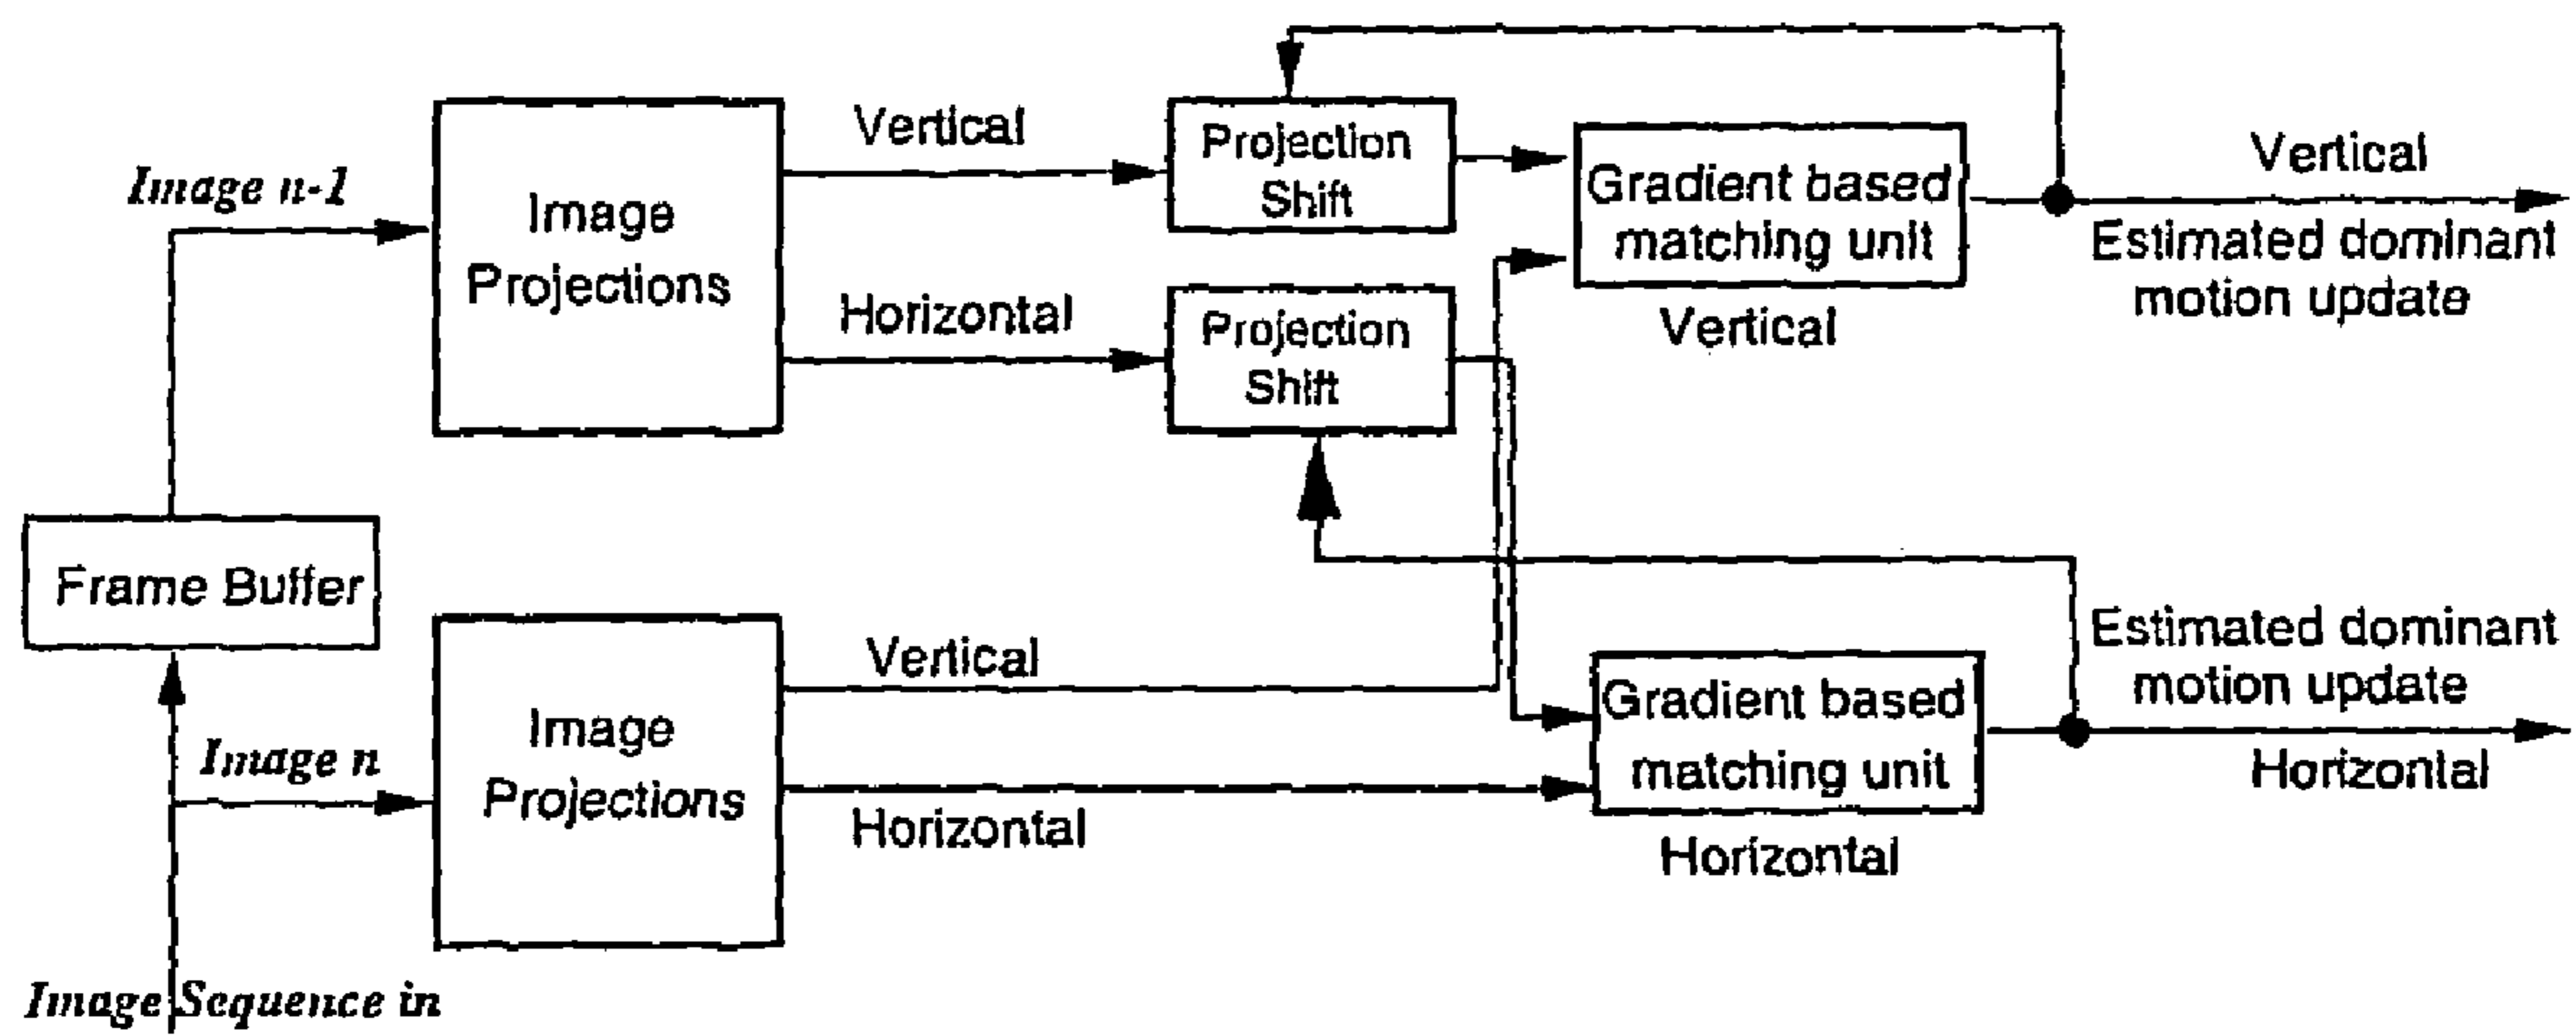 Image n-1
Image
Projections
Vertical
Horizontal
Projection
Shift
Projection
Shift
Gradient based
matching unit
Vertical
Vertical
Estimated dominant
motion update
Frame Buffer
Image n
Image Sequence in
Image
Projections
Vertical
Horizontal
Gradient based
matching unit
Horizontal
Estimated dominant
motion update
Horizontal